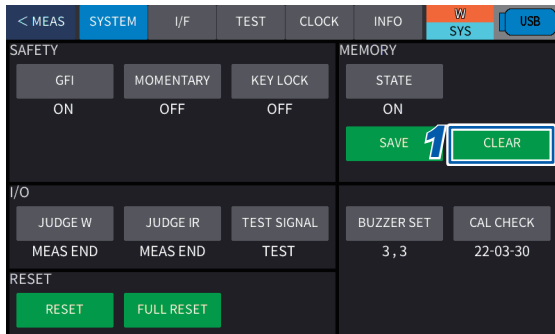 < MEAS SYSTEM I/F TEST CLOCK INFO W SYS USB
SAFETY MEMORY
GFI MOMENTARY KEY LOCK STATE
ON OFF OFF ON
SAVE 1 CLEAR
I/O
JUDGE W JUDGE IR TEST SIGNAL BUZZER SET CAL CHECK
MEAS END MEAS END TEST 3 , 3 22-03-30
RESET
RESET FULL RESET